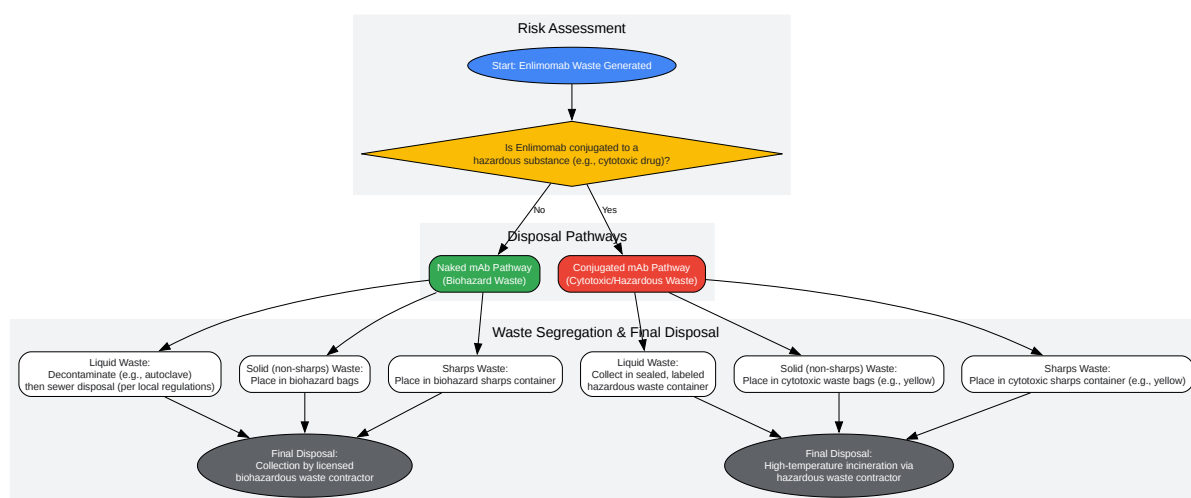 Risk Assessment
Start: Enlimomab Waste Generated
Is Enlimomab conjugated to a
hazardous substance (e.g., cytotoxic drug)?
No
Yes
Disposal Pathways
Naked mAb Pathway
(Biohazard Waste)
Conjugated mAb Pathway
(Cytotoxic/Hazardous Waste)
Waste Segregation & Final Disposal
Liquid Waste:
Decontaminate (e.g., autoclave)
then sewer disposal (per local regulations)
Solid (non-sharps) Waste:
Place in biohazard bags
Sharps Waste:
Place in biohazard sharps container
Liquid Waste:
Collect in sealed, labeled
hazardous waste container
Solid (non-sharps) Waste:
Place in cytotoxic waste bags (e.g., yellow)
Sharps Waste:
Place in cytotoxic sharps container (e.g., yellow)
Final Disposal:
Collection by licensed
biohazardous waste contractor
Final Disposal:
High-temperature incineration via
hazardous waste contractor